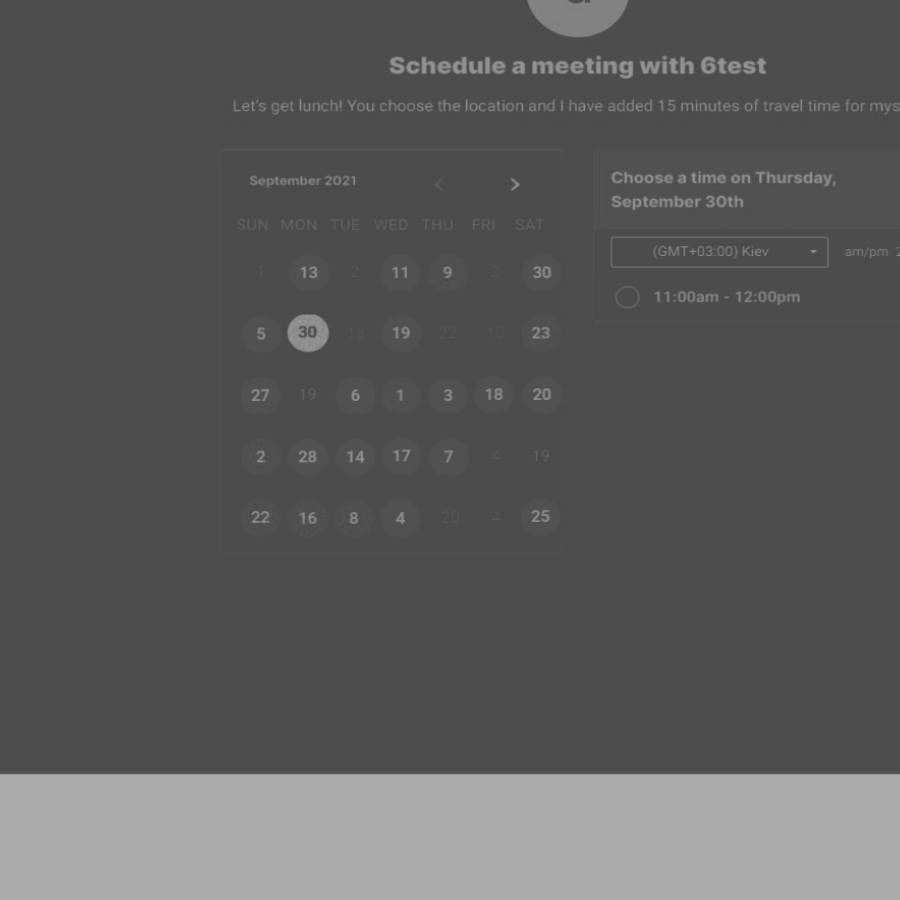 Schedule a meeting with 6test
Let's get lunch! You choose the location and I have added 15 minutes of travel time for mys
September 2021
SUN MON TUE WED THU FRI SAT
1 13 2 11 9 2 30
5 30 18 19 22 10 23
27 19 6 1 3 18 20
2 28 14 17 7 4 19
22 16 8 4 20 4 25
Choose a time on Thursday,
September 30th
(GMT+03:00) Kiev am/pm
11:00am - 12:00pm